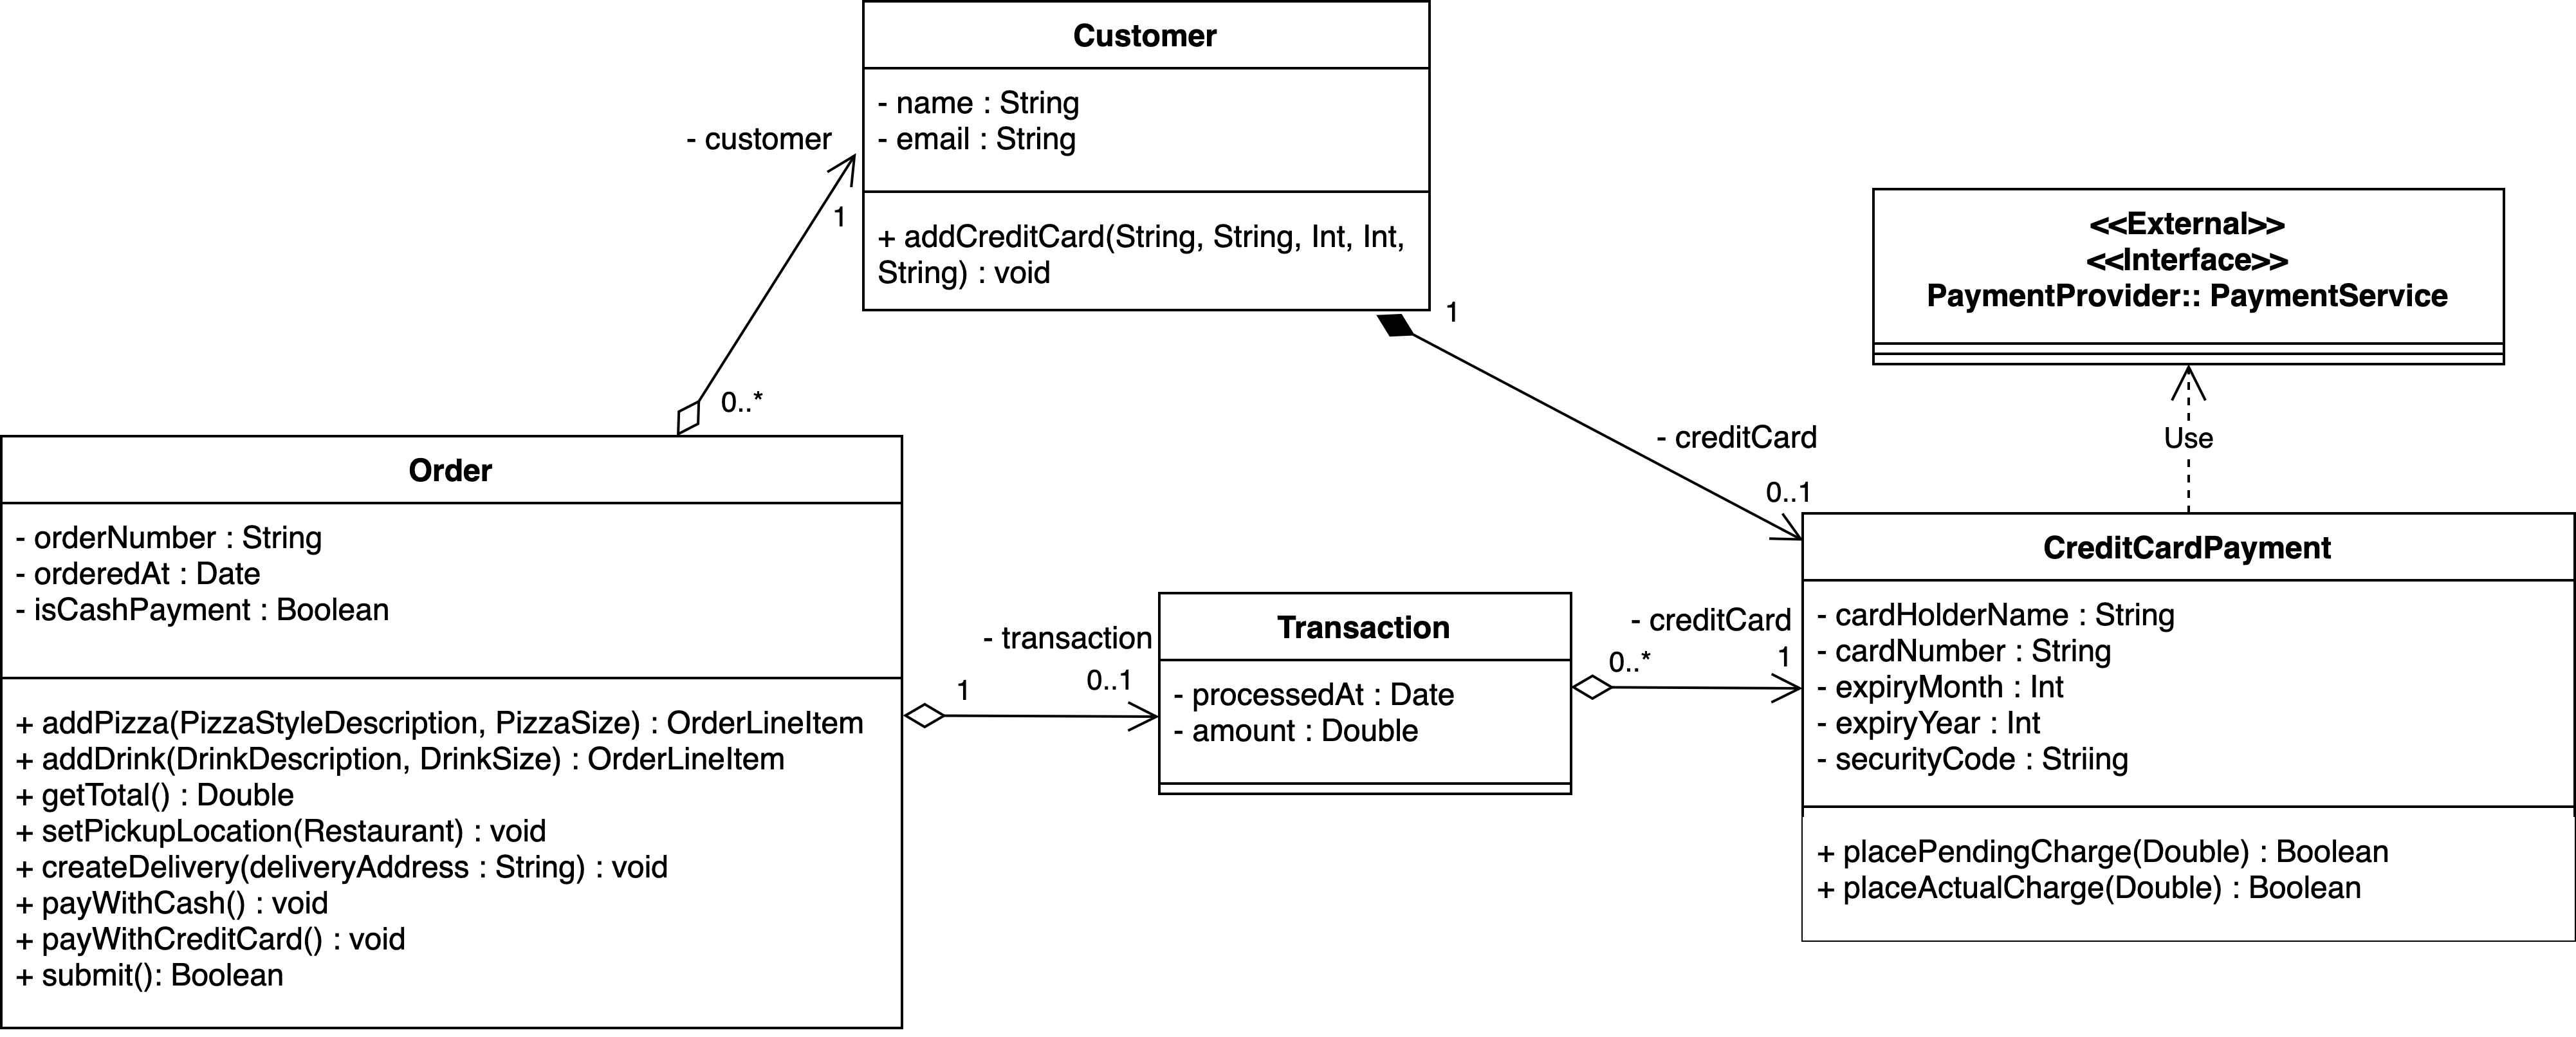 Customer
- name : String
- email : String
+ addCreditCard(String, String, Int, Int,
String) : void
- customer
1
0..*
1
- creditCard
0..1
<<External>>
<<Interface>>
PaymentProvider:: PaymentService
Use
Order
- orderNumber : String
- orderedAt : Date
- isCashPayment : Boolean
+ addPizza(PizzaStyleDescription, PizzaSize) : OrderLineItem
+ addDrink(DrinkDescription, DrinkSize) : OrderLineItem
+ getTotal() : Double
+ setPickupLocation(Restaurant) : void
+ createDelivery(deliveryAddress : String) : void
+ payWithCash() : void
+ payWithCreditCard() : void
+ submit(): Boolean
- transaction
1
0..1
Transaction
- processedAt : Date
- amount : Double
- creditCard
0..*
1
CreditCardPayment
- cardHolderName : String
- cardNumber : String
- expiryMonth : Int
- expiryYear : Int
- securityCode : Striing
+ placePendingCharge(Double) : Boolean
+ placeActualCharge(Double) : Boolean